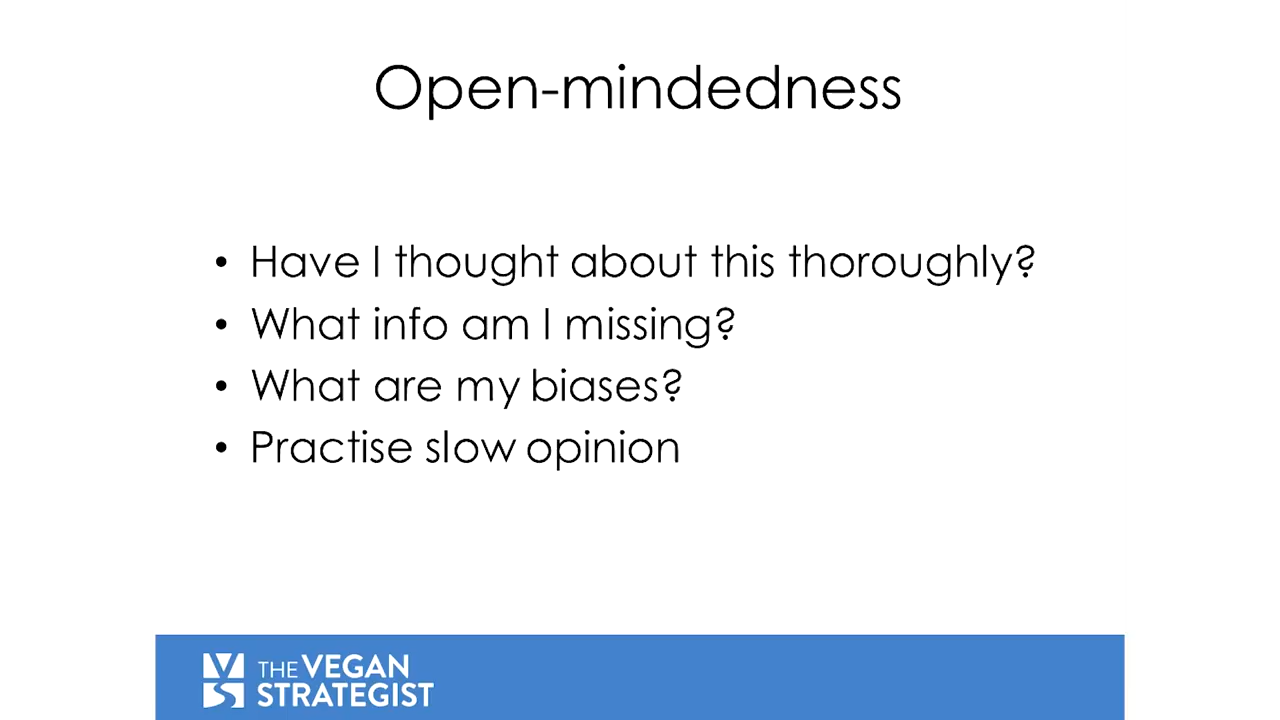 Open-mindedness
• Have I thought about this thoroughly?
• What info am I missing?
• What are my biases?
• Practise slow opinion
THE VEGAN
STRATEGIST